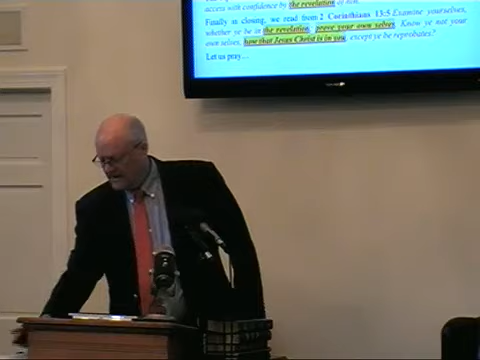 access with confidence by the revelation of him.
Finally in closing, we read from 2 Corinthians 13:5 Examine yourselves,
whether ye be in the revelation, prove your own selves. Know ye not your
own selves, how that Jesus Christ is in you, except ye be reprobates?
Let us pray…